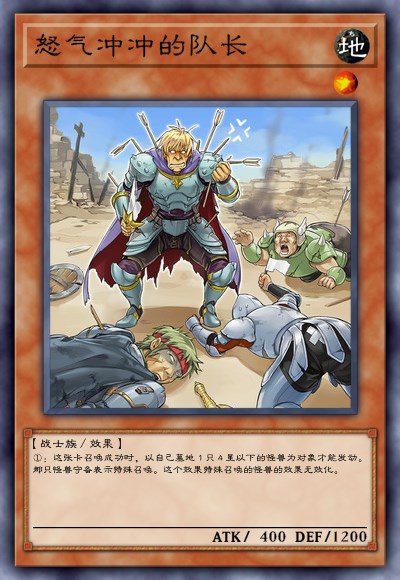 怒气冲冲的队长
地
【战士族／效果】
①：这张卡召唤成功时，以自己墓地1只4星以下的怪兽为对象才能发动。
那只怪兽守备表示特殊召唤。这个效果特殊召唤的怪兽的效果无效化。
ATK/ 400 DEF/1200